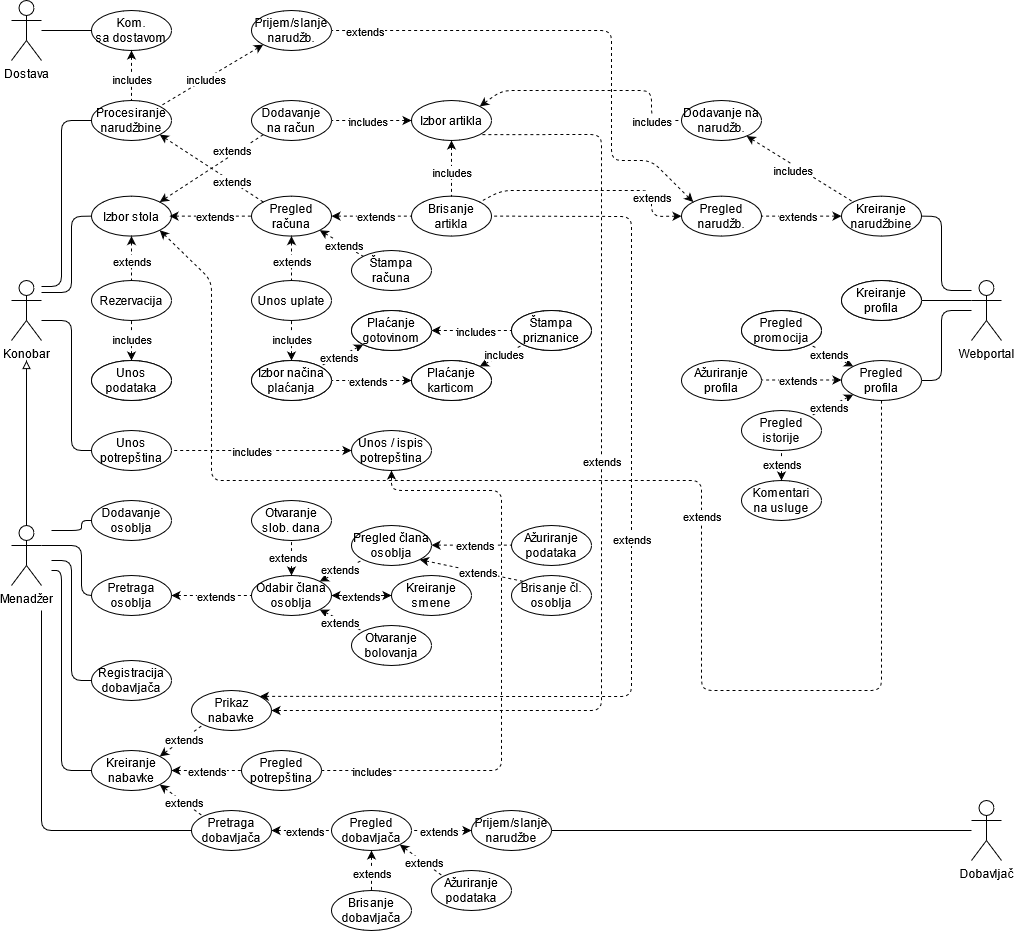 Kom.
sa dostavom
Prijem/slanje
narudžb.
extends
Dostava
includes
includes
Procesiranje
narudžbine
Dodavanje
na račun
includes
Izbor artikla
includes
Dodavanje na
narudžb.
extends
extends
includes
includes
extends
Izbor stola
extends
Pregled
računa
extends
Brisanje
artikla
Pregled
narudžb.
extends
Kreiranje
narudžbine
extends
extends
extends
Štampa
računa
Rezervacija
Unos uplate
Kreiranje
profila
Konobar
includes
includes
Plaćanje
gotovinom
includes
Štampa
priznanice
Pregled
promocija
Webportal
extends
includes
extends
Unos
podataka
Izbor načina
plaćanja
extends
Plaćanje
karticom
Ažuriranje
profila
extends
Pregled
profila
extends
Pregled
istorije
Unos
potrepština
includes
Unos / ispis
potrepština
extends
extends
Komentari
na usluge
extends
Dodavanje
osoblja
Otvaranje
slob. dana
Pregled člana
osoblja
extends
Ažuriranje
podataka
extends
extends
extends
extends
Menadžer
Pretraga
osoblja
extends
Odabir člana
osoblja
extends
Kreiranje
smene
Brisanje čl.
osoblja
extends
Otvaranje
bolovanja
Registracija
dobavljača
Prikaz
nabavke
extends
Kreiranje
nabavke
extends
Pregled
potrepština
includes
extends
Pretraga
dobavljača
extends
Pregled
dobavljača
extends
Prijem/slanje
narudžbe
extends
extends
Dobavljač
Ažuriranje
podataka
Brisanje
dobavljača